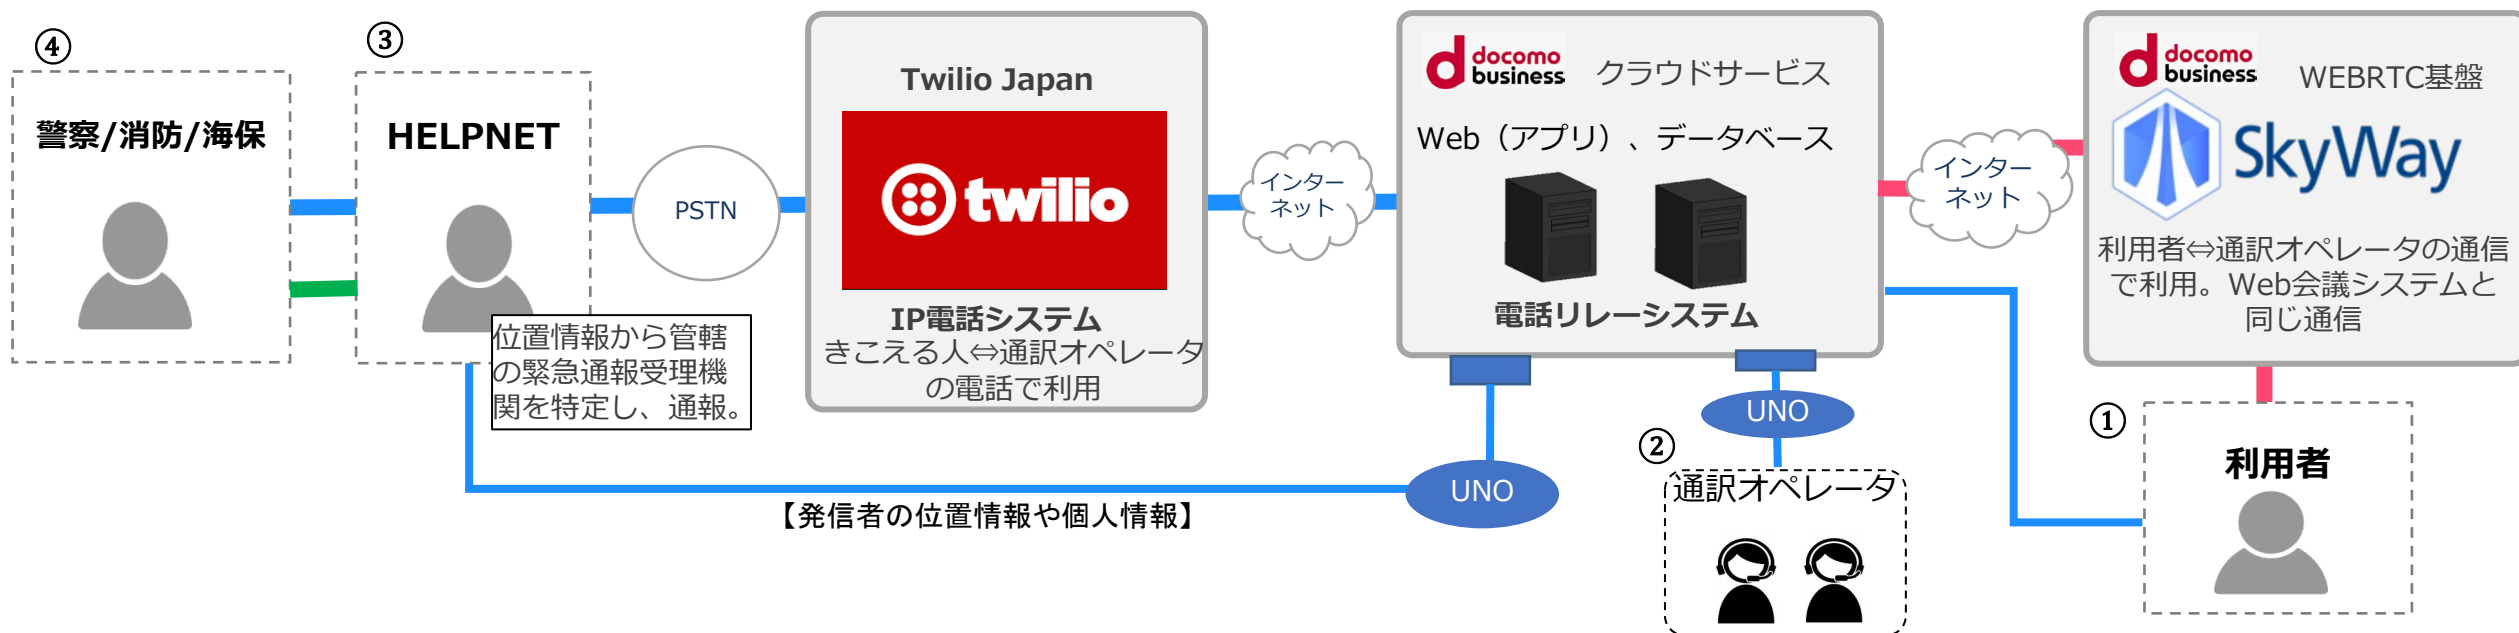 ④
警察/消防/海保
③
HELPNET
位置情報から管轄
の緊急通報受理機
関を特定し、通報。
PSTN
Twilio Japan
twilio
IP電話システム
きこえる人⇔通訳オペレータ
の電話で利用
インター
ネット
docomo
business
クラウドサービス
Web（アプリ）、データベース
電話リレーシステム
インター
ネット
docomo
business
WEBRTC基盤
SkyWay
利用者⇔通訳オペレータの通信
で利用。Web会議システムと
同じ通信
①
利用者
UNO
②
通訳オペレータ
UNO
【発信者の位置情報や個人情報】